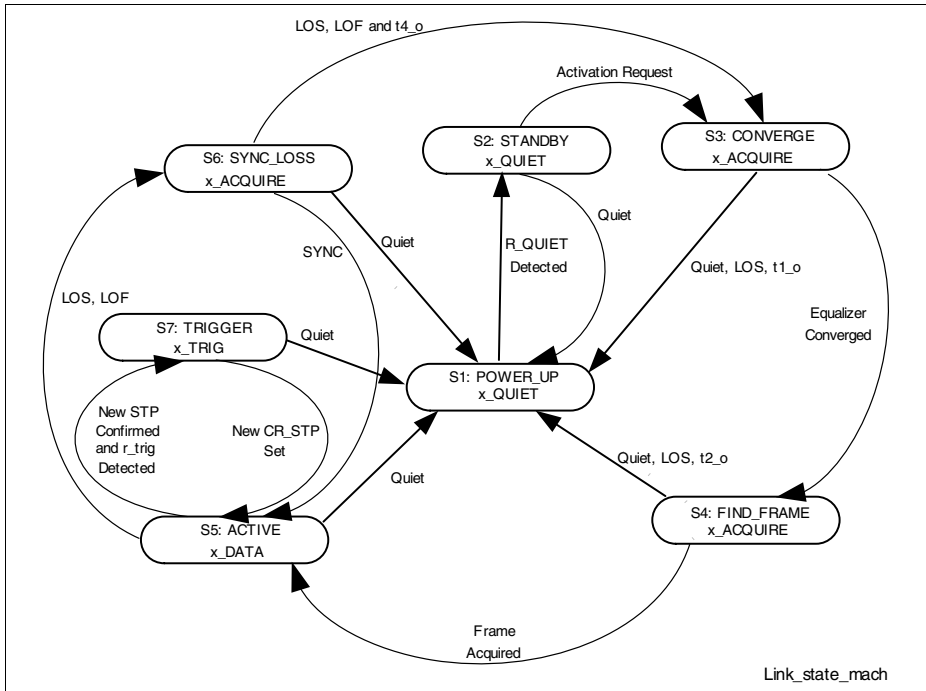 LOS, LOF and t4_o
Activation Request
S2: STANDBY
x_QUIET
S3: CONVERGE
x_ACQUIRE
S6: SYNC_LOSS
x_ACQUIRE
Quiet
SYNC
Quiet
R_QUIET
Detected
Quiet, LOS, t1_o
LOS, LOF
Equalizer
Converged
S7: TRIGGER
x_TRIG
Quiet
S1: POWER_UP
x_QUIET
New STP
Confirmed
and r_trig
Detected
New CR_STP
Set
Quiet
Quiet, LOS, t2_o
S5: ACTIVE
x_DATA
S4: FIND_FRAME
x_ACQUIRE
Frame
Acquired
Link_state_mach